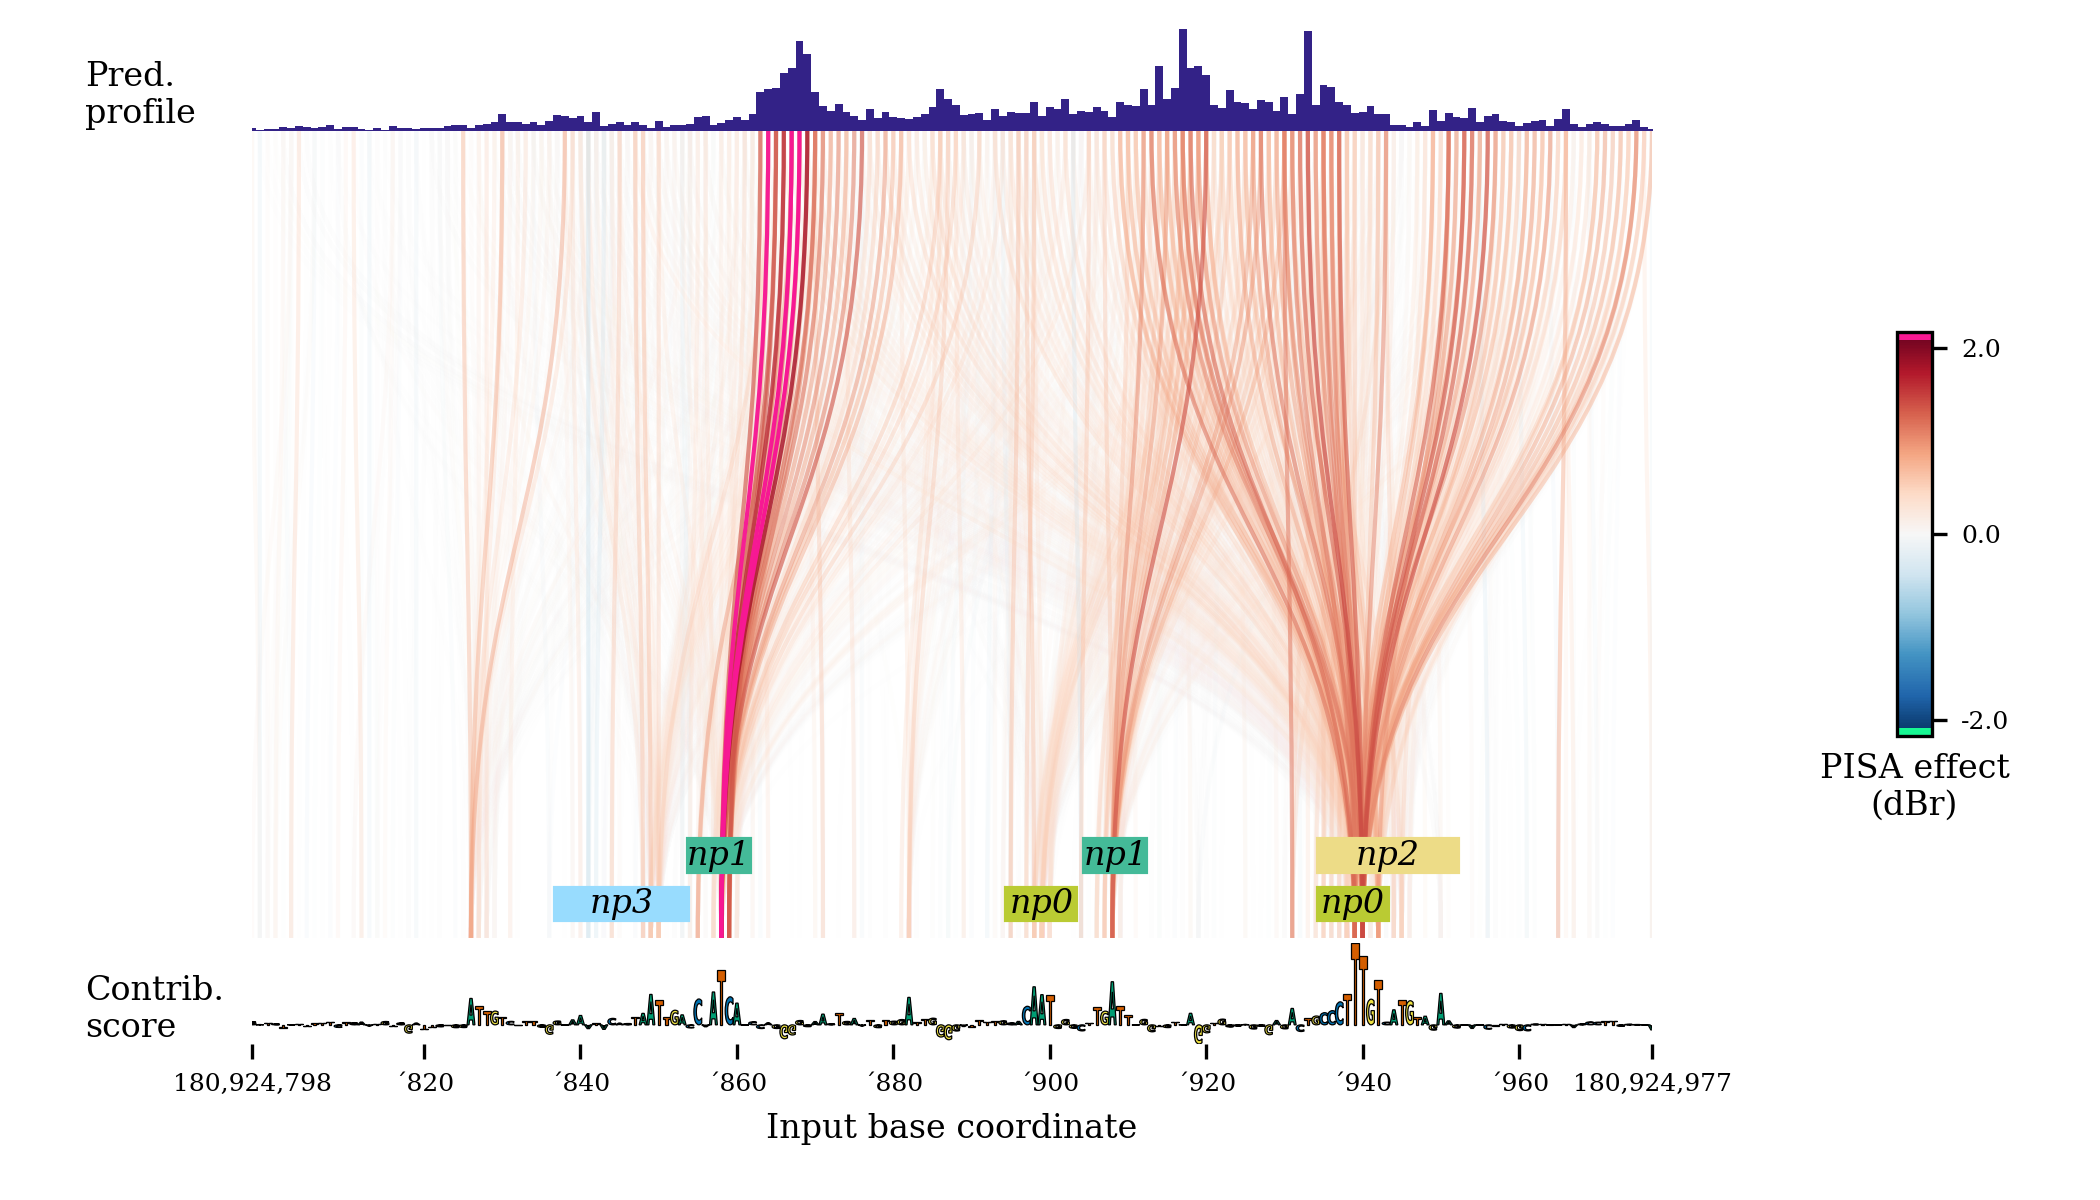 Pred.
profile
2.0
0.0
-2.0
PISA effect
(dBr)
np1 np1 np2
np3 np0 np0
Contrib.
score
180,924,798 ´820 ´840 ´860 ´880 ´900 ´920 ´940 ´960 180,924,977
Input base coordinate